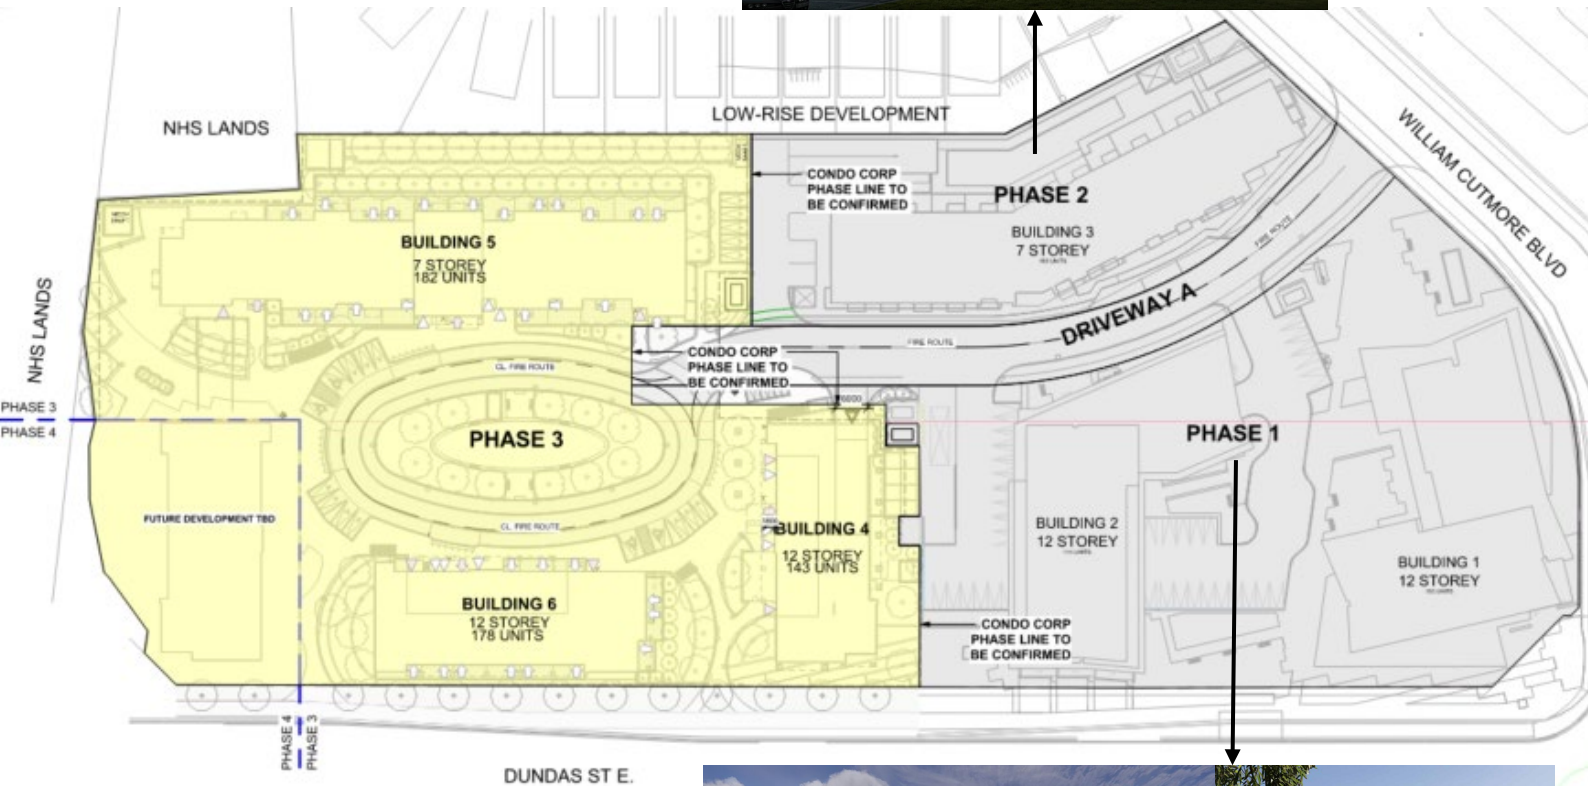 LOW-RISE DEVELOPMENT
NHS LANDS
WILLIAM CUTMORE BLVD
CONDO CORP
PHASE LINE TO
BE CONFIRMED
PHASE 2
BUILDING 3
7 STOREY
FIRE ROUTE
BUILDING 5
7 STOREY
182 UNITS
NHS LANDS
DRIVEWAY A
FIRE ROUTE
CONDO CORP
PHASE LINE TO
BE CONFIRMED
CL. FIRE ROUTE
6000
PHASE 3
PHASE 4
PHASE 3
PHASE 1
FUTURE DEVELOPMENT TBD
CL. FIRE ROUTE
BUILDING 4
12 STOREY
143 UNITS
BUILDING 2
12 STOREY
BUILDING 1
12 STOREY
BUILDING 6
12 STOREY
178 UNITS
CONDO CORP
PHASE LINE TO
BE CONFIRMED
PHASE 4
PHASE 3
DUNDAS ST E.